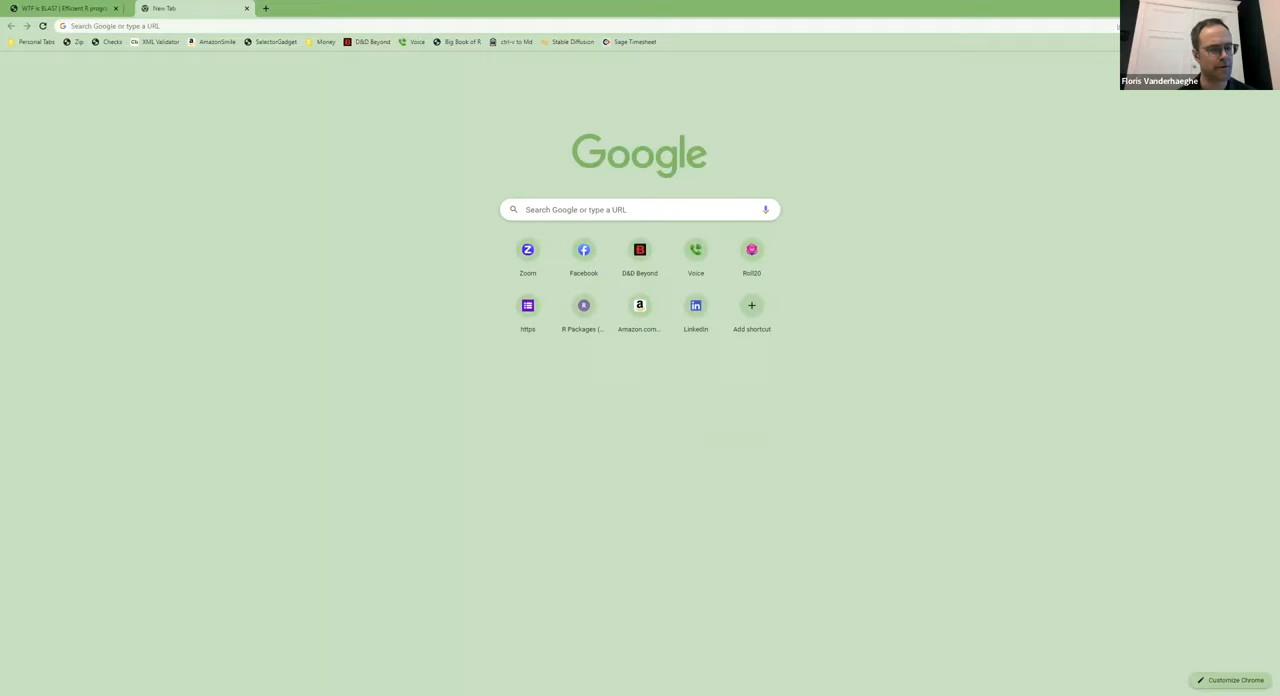 WTF is BLAS? | Efficient R progra
New Tab
Search Google or type a URL
Personal Tabs Zip Checks XML Validator AmazonSmile SelectorGadget Money D&D Beyond Voice Big Book of R ctrl-v to Md Stable Diffusion Sage Timesheet
Floris Vanderhaeghe
Google
Search Google or type a URL
Zoom Facebook D&D Beyond Voice Roll20
https R Packages (... Amazon.com... LinkedIn Add shortcut
Customize Chrome